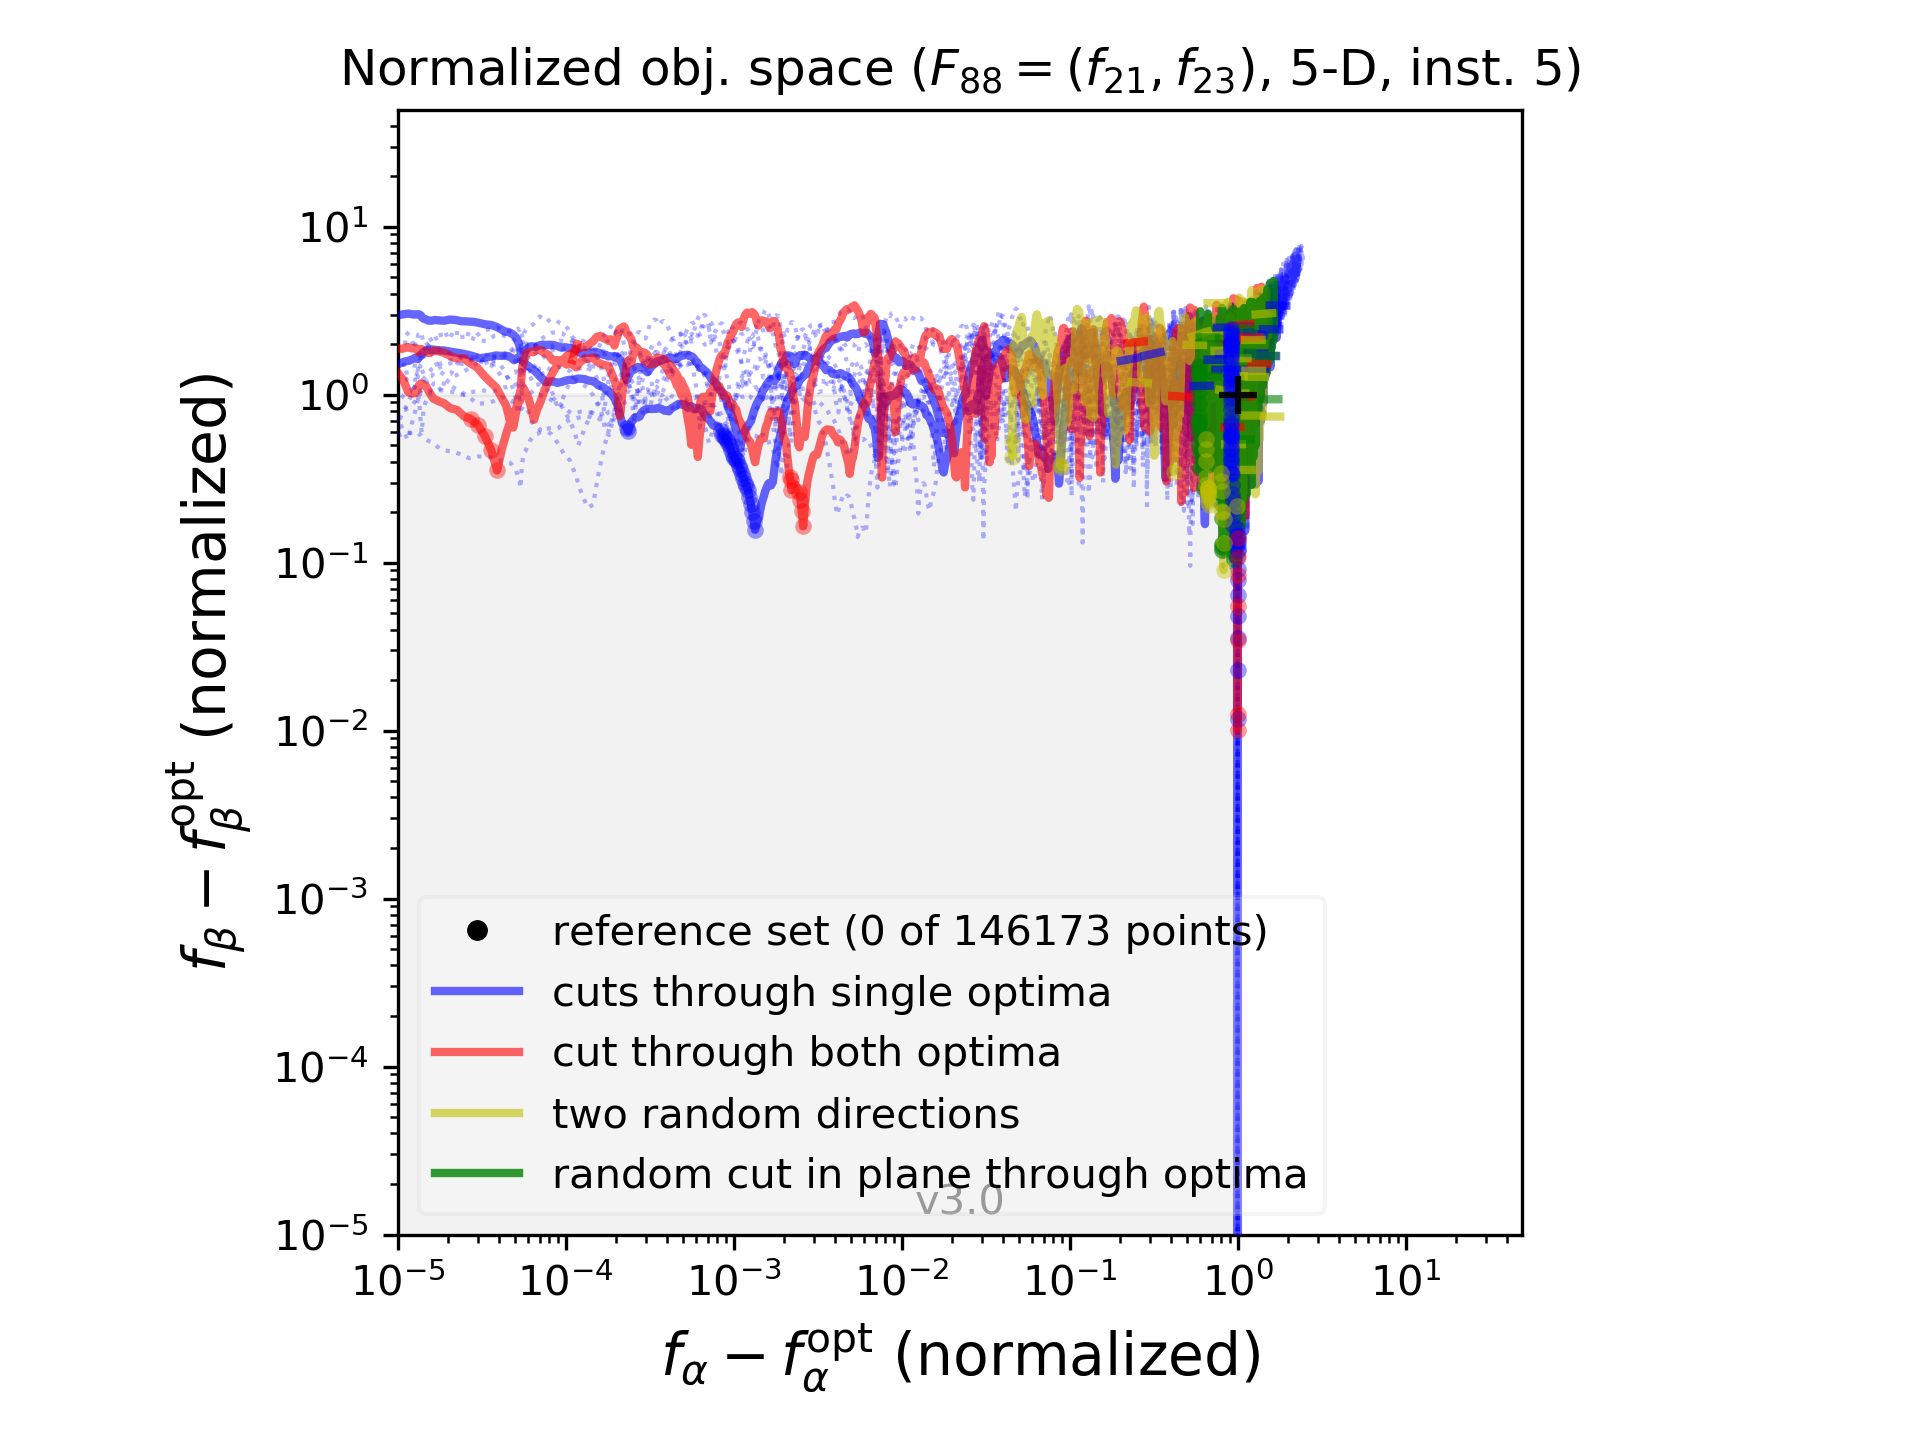 Normalized obj. space (F₈₈ = (f₂₁, f₂₃), 5-D, inst. 5)
f_β − f_β^opt (normalized)
10¹
10⁰
10⁻¹
10⁻²
10⁻³
10⁻⁴
10⁻⁵
reference set (0 of 146173 points)
cuts through single optima
cut through both optima
two random directions
random cut in plane through optima
v3.0
10⁻⁵ 10⁻⁴ 10⁻³ 10⁻² 10⁻¹ 10⁰ 10¹
f_α − f_α^opt (normalized)